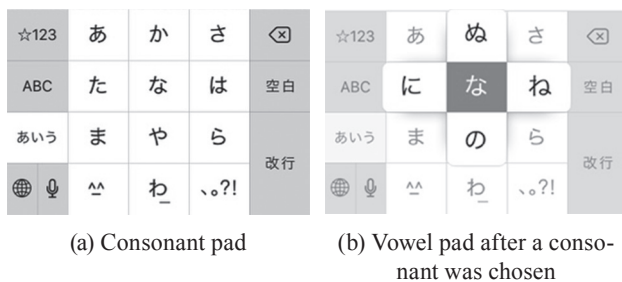 ☆123 あ か さ
ABC た な は 空白
あいう ま や ら 改行
^^ わ_ 、。?!
(a) Consonant pad
☆123 あ ぬ さ
ABC に な ね 空白
あいう ま の ら 改行
^^ わ_ 、。?!
(b) Vowel pad after a conso-
nant was chosen